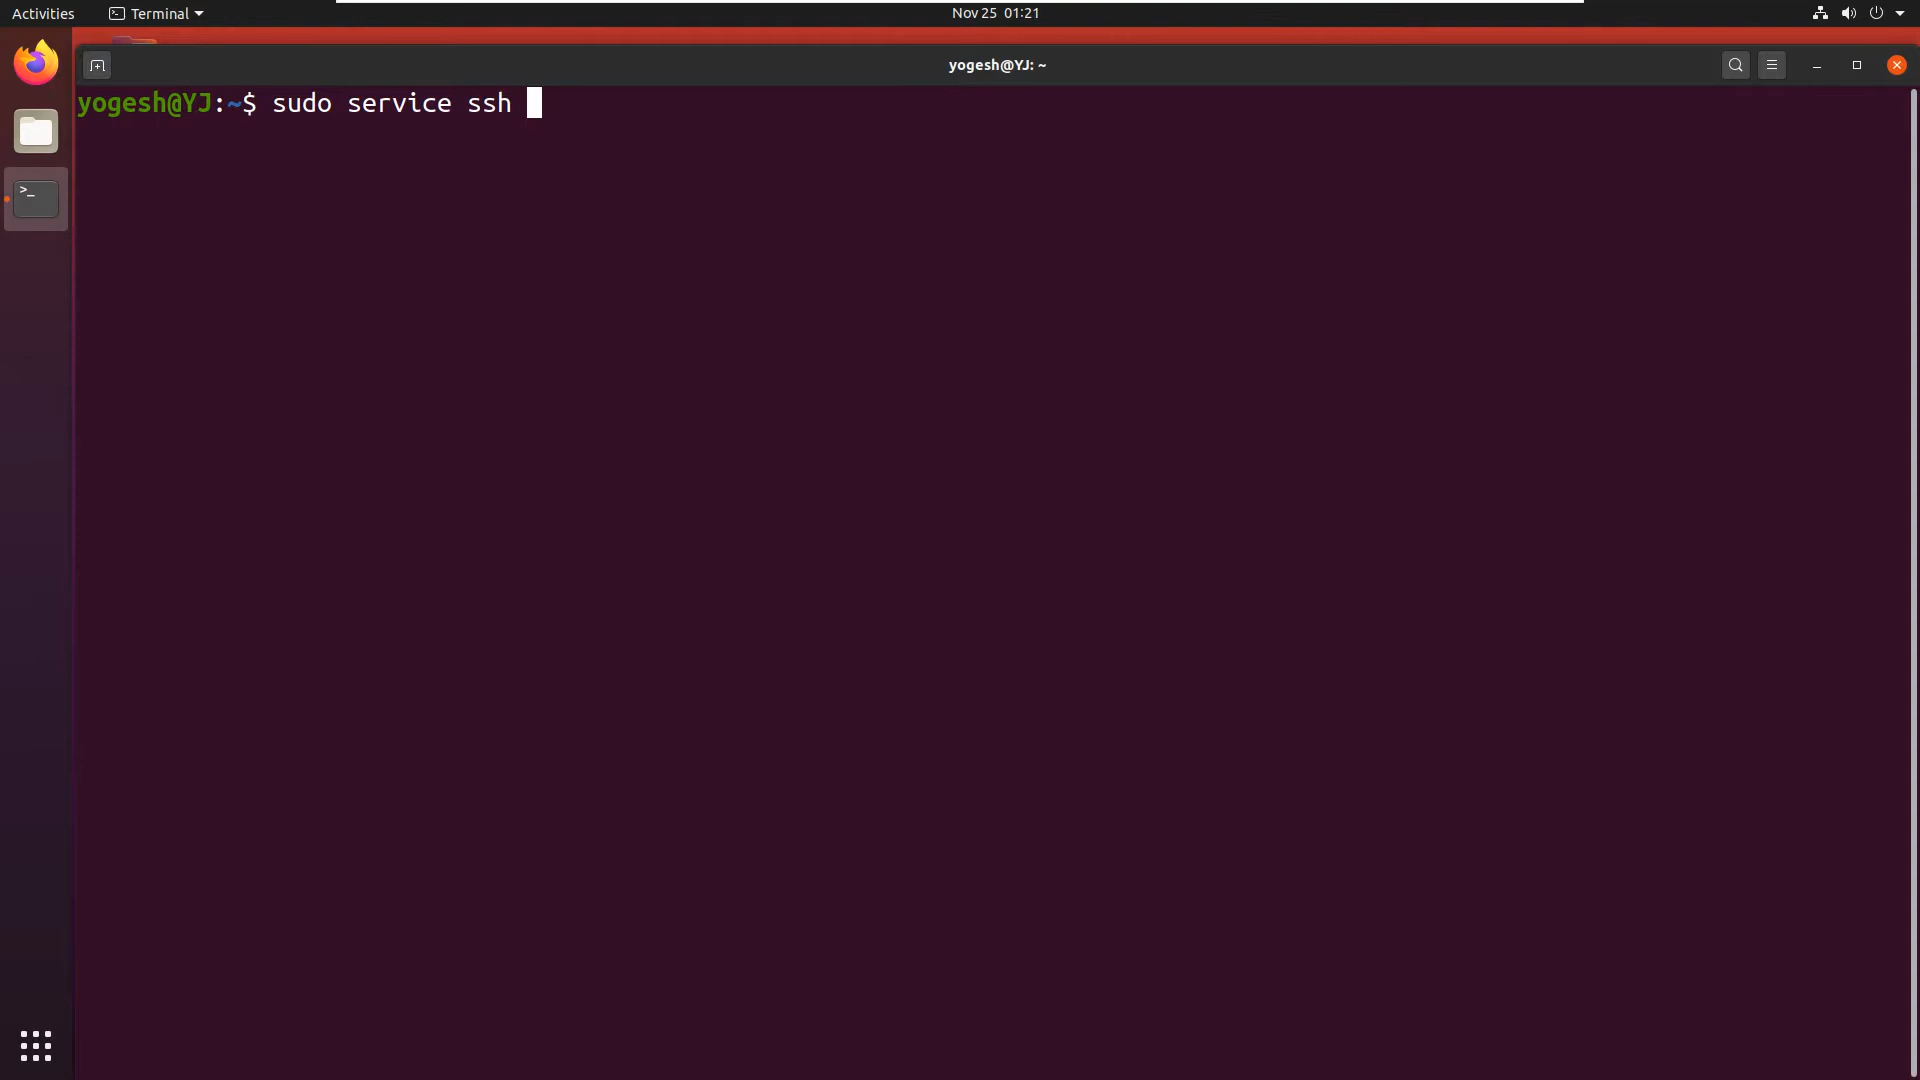 Activities Terminal Nov 25 01:21
yogesh@YJ: ~
yogesh@YJ:~$ sudo service ssh